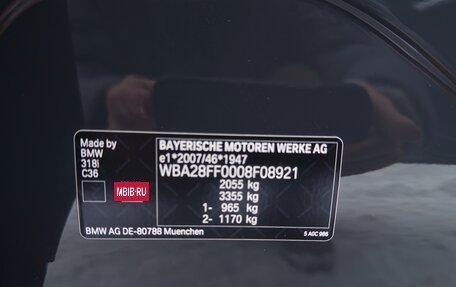 Made by
BMW
318i
C36
MBIB·RU
BAYERISCHE MOTOREN WERKE AG
e1*2007/46*1947
WBA28FF0008F08921
2055 kg
3355 kg
1- 965 kg
2- 1170 kg
BMW AG DE-80788 Muenchen
5 A0C 986